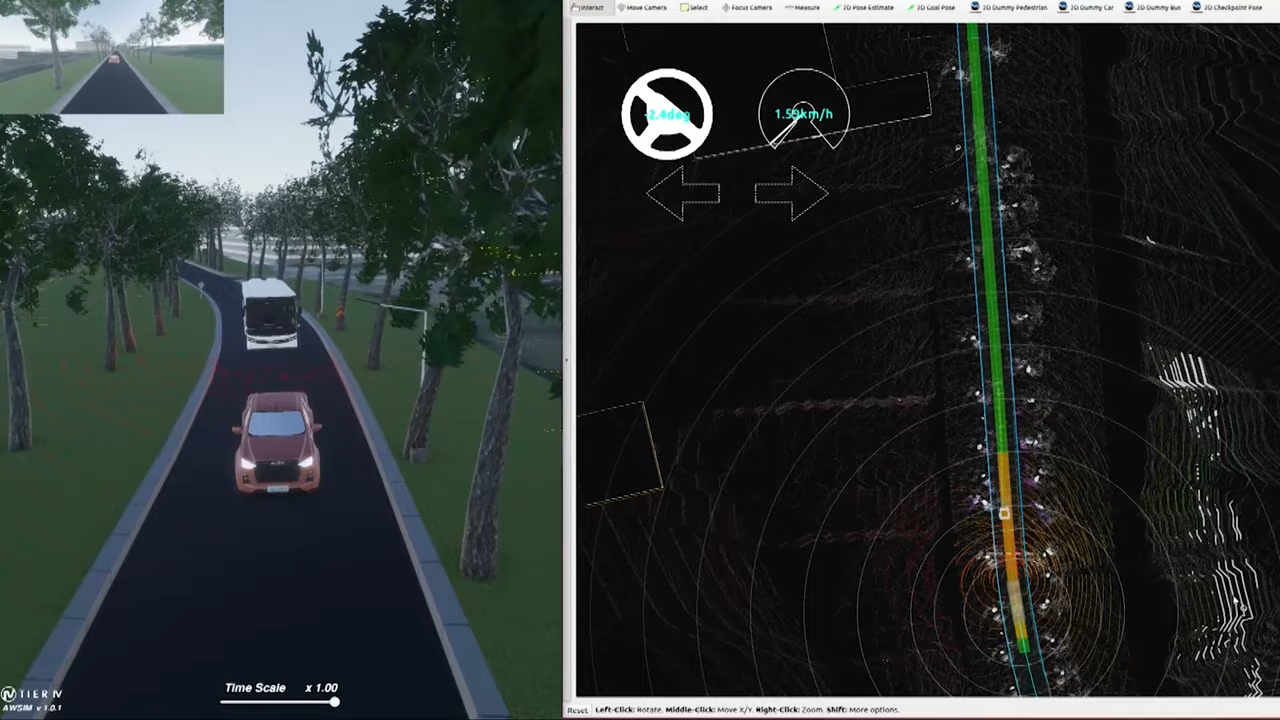 Interact Move Camera Select Focus Camera Measure 2D Pose Estimate 2D Goal Pose 2D Dummy Pedestrian 2D Dummy Car 2D Dummy Bus 2D Checkpoint Pose
-2.4deg
km/h
Time Scale x 1.00
TIER IV
AWSIM v 1.0.1
Reset Left-Click: Rotate. Middle-Click: Move X/Y. Right-Click: Zoom. Shift: More options.